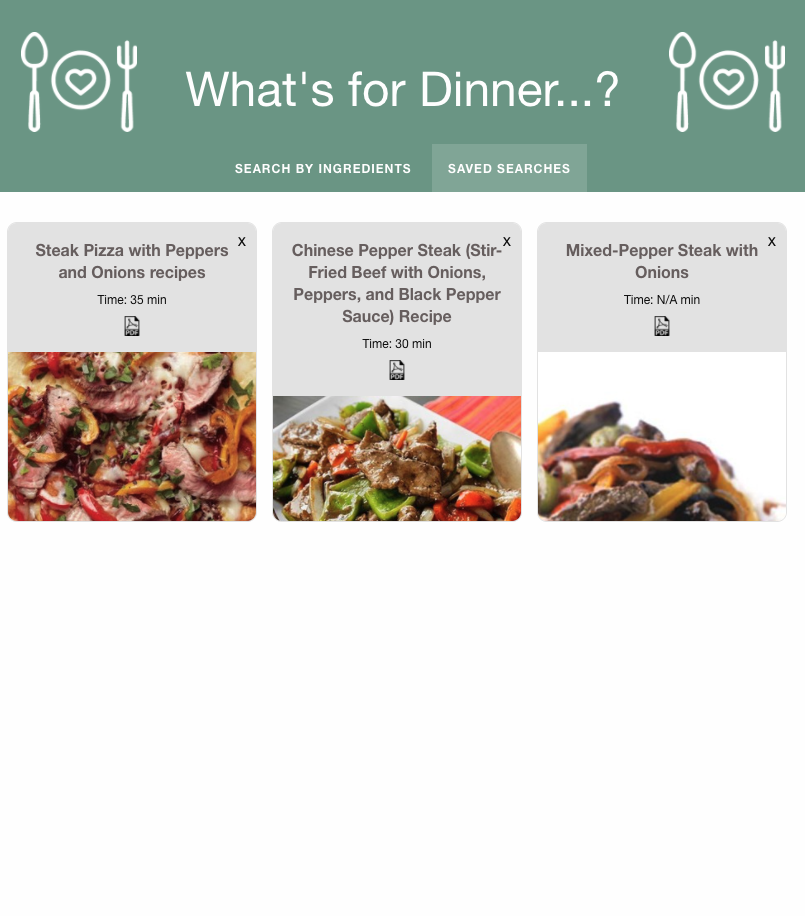 What's for Dinner...?
SEARCH BY INGREDIENTS
SAVED SEARCHES
x
Steak Pizza with Peppers
and Onions recipes
Time: 35 min
PDF
x
Chinese Pepper Steak (Stir-
Fried Beef with Onions,
Peppers, and Black Pepper
Sauce) Recipe
Time: 30 min
PDF
x
Mixed-Pepper Steak with
Onions
Time: N/A min
PDF